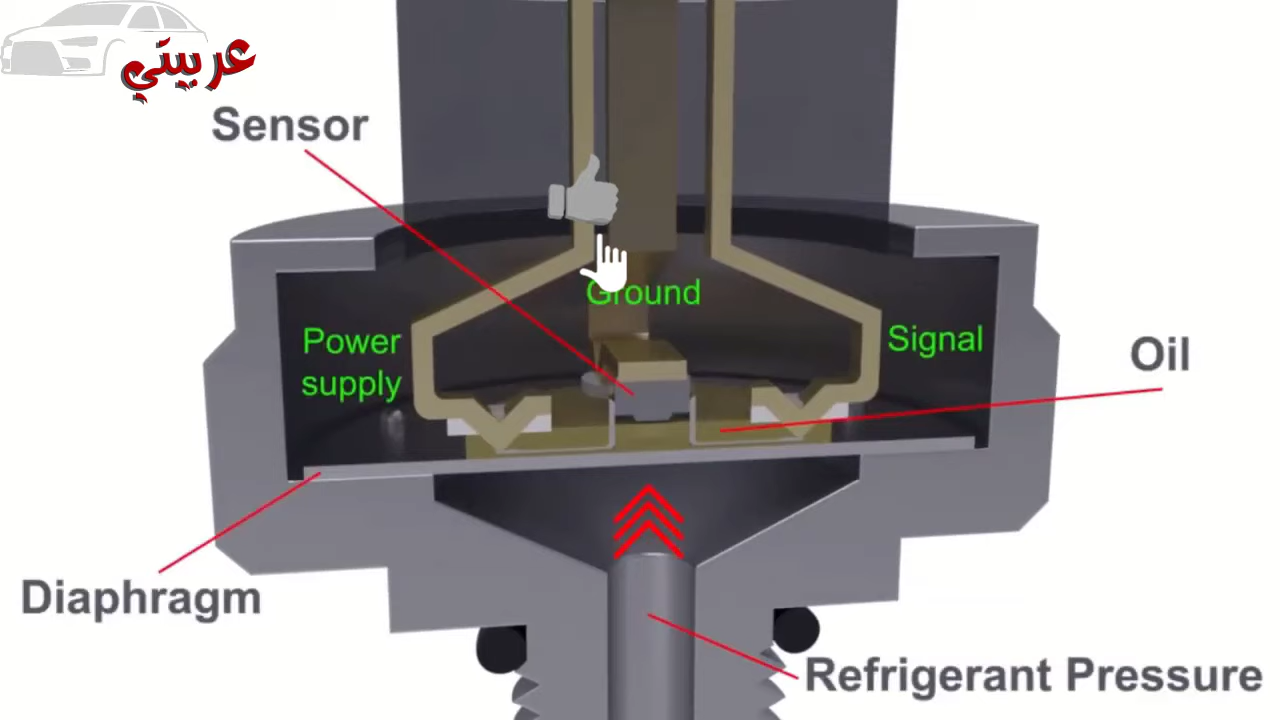 عربيتي
Sensor
Ground
Power
supply
Signal
Oil
Diaphragm
Refrigerant Pressure